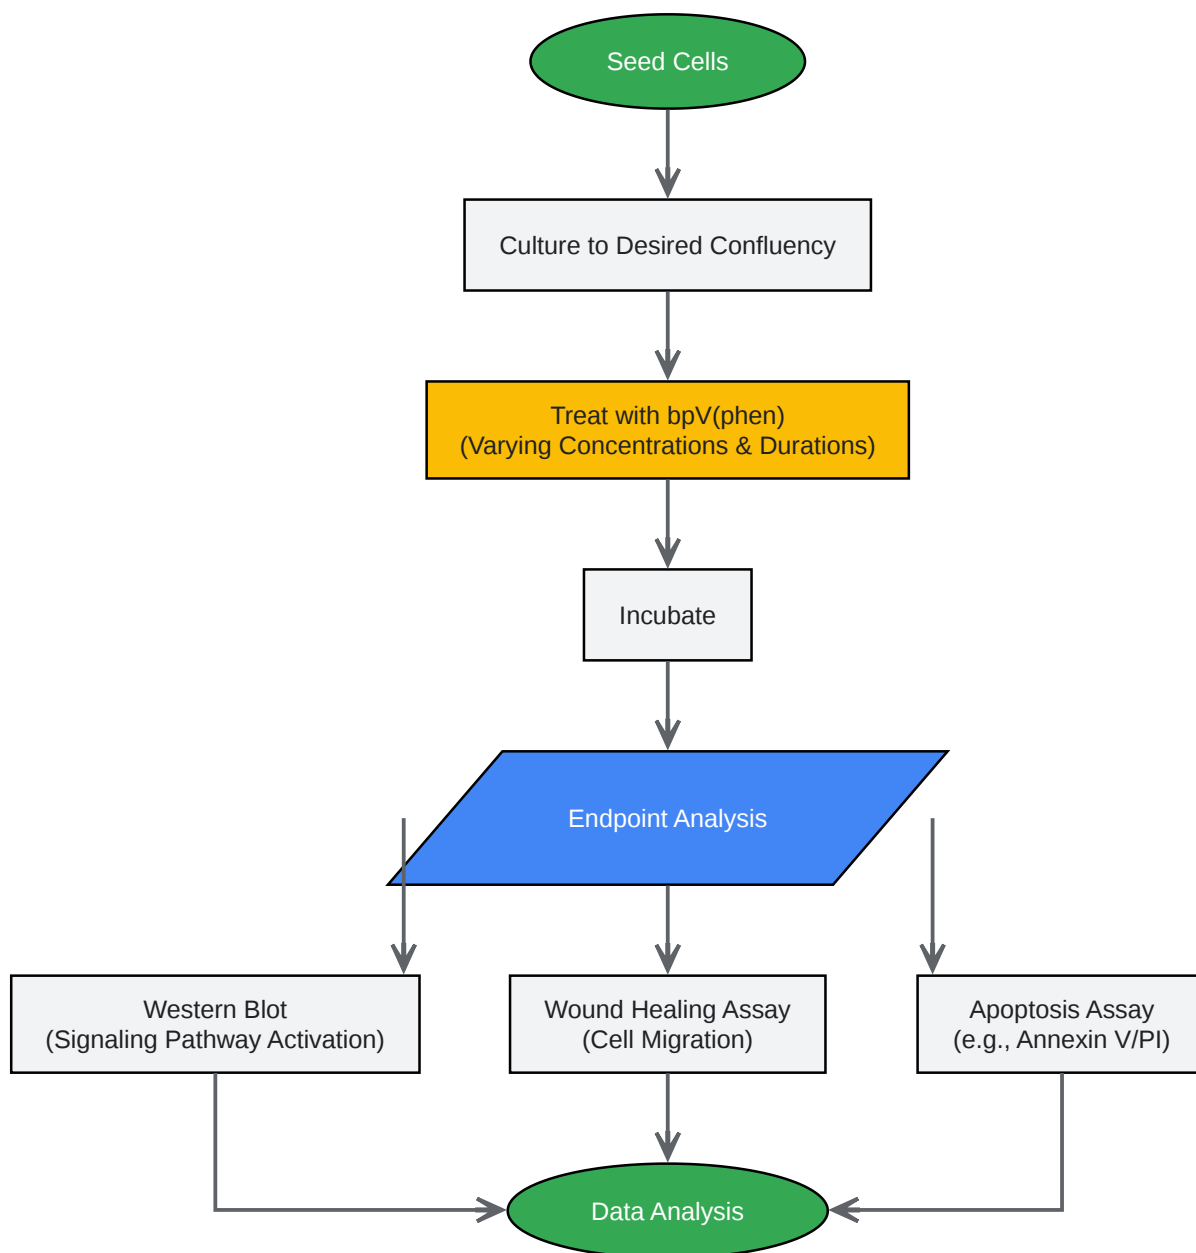 Seed Cells
Culture to Desired Confluency
Treat with bpV(phen)
(Varying Concentrations & Durations)
Incubate
Endpoint Analysis
Western Blot
(Signaling Pathway Activation)
Wound Healing Assay
(Cell Migration)
Apoptosis Assay
(e.g., Annexin V/PI)
Data Analysis